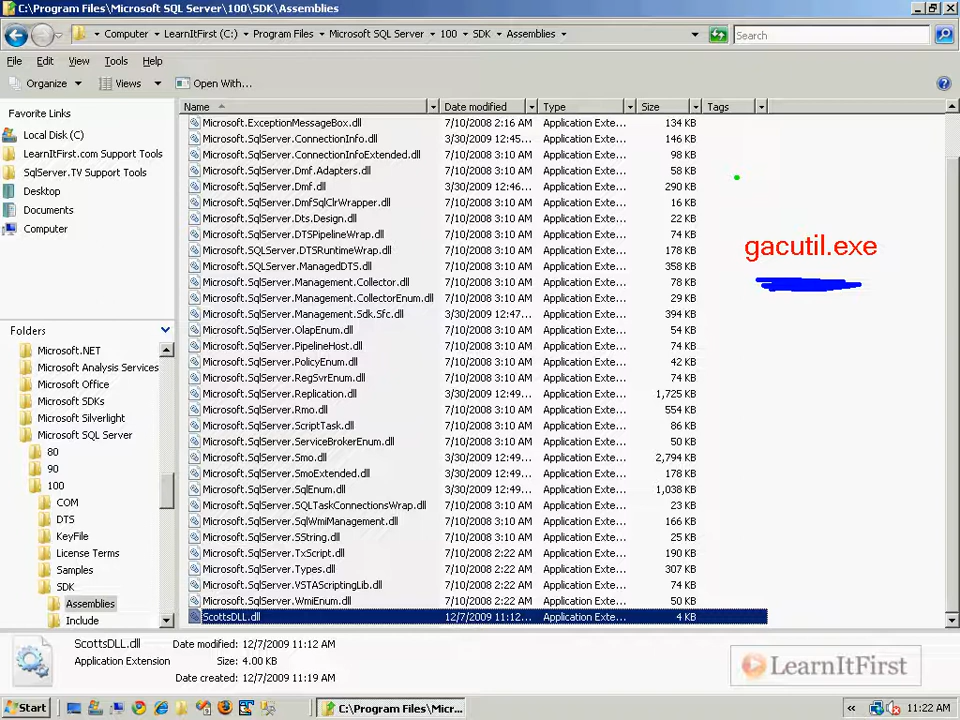 C:\Program Files\Microsoft SQL Server\100\SDK\Assemblies
Computer LearnItFirst (C:) Program Files Microsoft SQL Server 100 SDK Assemblies Search
File Edit View Tools Help
Organize Views Open With...
Favorite Links
Local Disk (C)
LearnItFirst.com Support Tools
SqlServer.TV Support Tools
Desktop
Documents
Computer
Folders
Microsoft.NET
Microsoft Analysis Services
Microsoft Office
Microsoft SDKs
Microsoft Silverlight
Microsoft SQL Server
80
90
100
COM
DTS
KeyFile
License Terms
Samples
SDK
Assemblies
Include
Name Date modified Type Size Tags
Microsoft.ExceptionMessageBox.dll 7/10/2008 2:16 AM Application Exte... 134 KB
Microsoft.SqlServer.ConnectionInfo.dll 3/30/2009 12:45... Application Exte... 146 KB
Microsoft.SqlServer.ConnectionInfoExtended.dll 7/10/2008 3:10 AM Application Exte... 98 KB
Microsoft.SqlServer.Dmf.Adapters.dll 7/10/2008 3:10 AM Application Exte... 58 KB
Microsoft.SqlServer.Dmf.dll 3/30/2009 12:46... Application Exte... 290 KB
Microsoft.SqlServer.DmfSqlClrWrapper.dll 7/10/2008 3:10 AM Application Exte... 16 KB
Microsoft.SqlServer.Dts.Design.dll 7/10/2008 3:10 AM Application Exte... 22 KB
Microsoft.SqlServer.DTSPipelineWrap.dll 7/10/2008 3:10 AM Application Exte... 74 KB
Microsoft.SQLServer.DTSRuntimeWrap.dll 7/10/2008 3:10 AM Application Exte... 178 KB
Microsoft.SQLServer.ManagedDTS.dll 7/10/2008 3:10 AM Application Exte... 358 KB
Microsoft.SqlServer.Management.Collector.dll 7/10/2008 3:10 AM Application Exte... 78 KB
Microsoft.SqlServer.Management.CollectorEnum.dll 7/10/2008 3:10 AM Application Exte... 29 KB
Microsoft.SqlServer.Management.Sdk.Sfc.dll 3/30/2009 12:47... Application Exte... 394 KB
Microsoft.SqlServer.OlapEnum.dll 7/10/2008 3:10 AM Application Exte... 54 KB
Microsoft.SqlServer.PipelineHost.dll 7/10/2008 3:10 AM Application Exte... 74 KB
Microsoft.SqlServer.PolicyEnum.dll 7/10/2008 3:10 AM Application Exte... 42 KB
Microsoft.SqlServer.RegSvrEnum.dll 7/10/2008 3:10 AM Application Exte... 74 KB
Microsoft.SqlServer.Replication.dll 3/30/2009 12:49... Application Exte... 1,725 KB
Microsoft.SqlServer.Rmo.dll 7/10/2008 3:10 AM Application Exte... 554 KB
Microsoft.SqlServer.ScriptTask.dll 7/10/2008 3:10 AM Application Exte... 86 KB
Microsoft.SqlServer.ServiceBrokerEnum.dll 7/10/2008 3:10 AM Application Exte... 50 KB
Microsoft.SqlServer.Smo.dll 3/30/2009 12:49... Application Exte... 2,794 KB
Microsoft.SqlServer.SmoExtended.dll 3/30/2009 12:49... Application Exte... 178 KB
Microsoft.SqlServer.SqlEnum.dll 3/30/2009 12:49... Application Exte... 1,038 KB
Microsoft.SqlServer.SQLTaskConnectionsWrap.dll 7/10/2008 3:10 AM Application Exte... 23 KB
Microsoft.SqlServer.SqlWmiManagement.dll 7/10/2008 3:10 AM Application Exte... 166 KB
Microsoft.SqlServer.SString.dll 7/10/2008 3:10 AM Application Exte... 25 KB
Microsoft.SqlServer.TxScript.dll 7/10/2008 2:22 AM Application Exte... 190 KB
Microsoft.SqlServer.Types.dll 7/10/2008 2:22 AM Application Exte... 307 KB
Microsoft.SqlServer.VSTAScriptingLib.dll 7/10/2008 2:22 AM Application Exte... 74 KB
Microsoft.SqlServer.WmiEnum.dll 7/10/2008 2:22 AM Application Exte... 50 KB
ScottsDLL.dll 12/7/2009 11:12... Application Exte... 4 KB
gacutil.exe
ScottsDLL.dll Date modified: 12/7/2009 11:12 AM
Application Extension Size: 4.00 KB
Date created: 12/7/2009 11:19 AM
LearnItFirst
Start C:\Program Files\Micr... « 11:22 AM